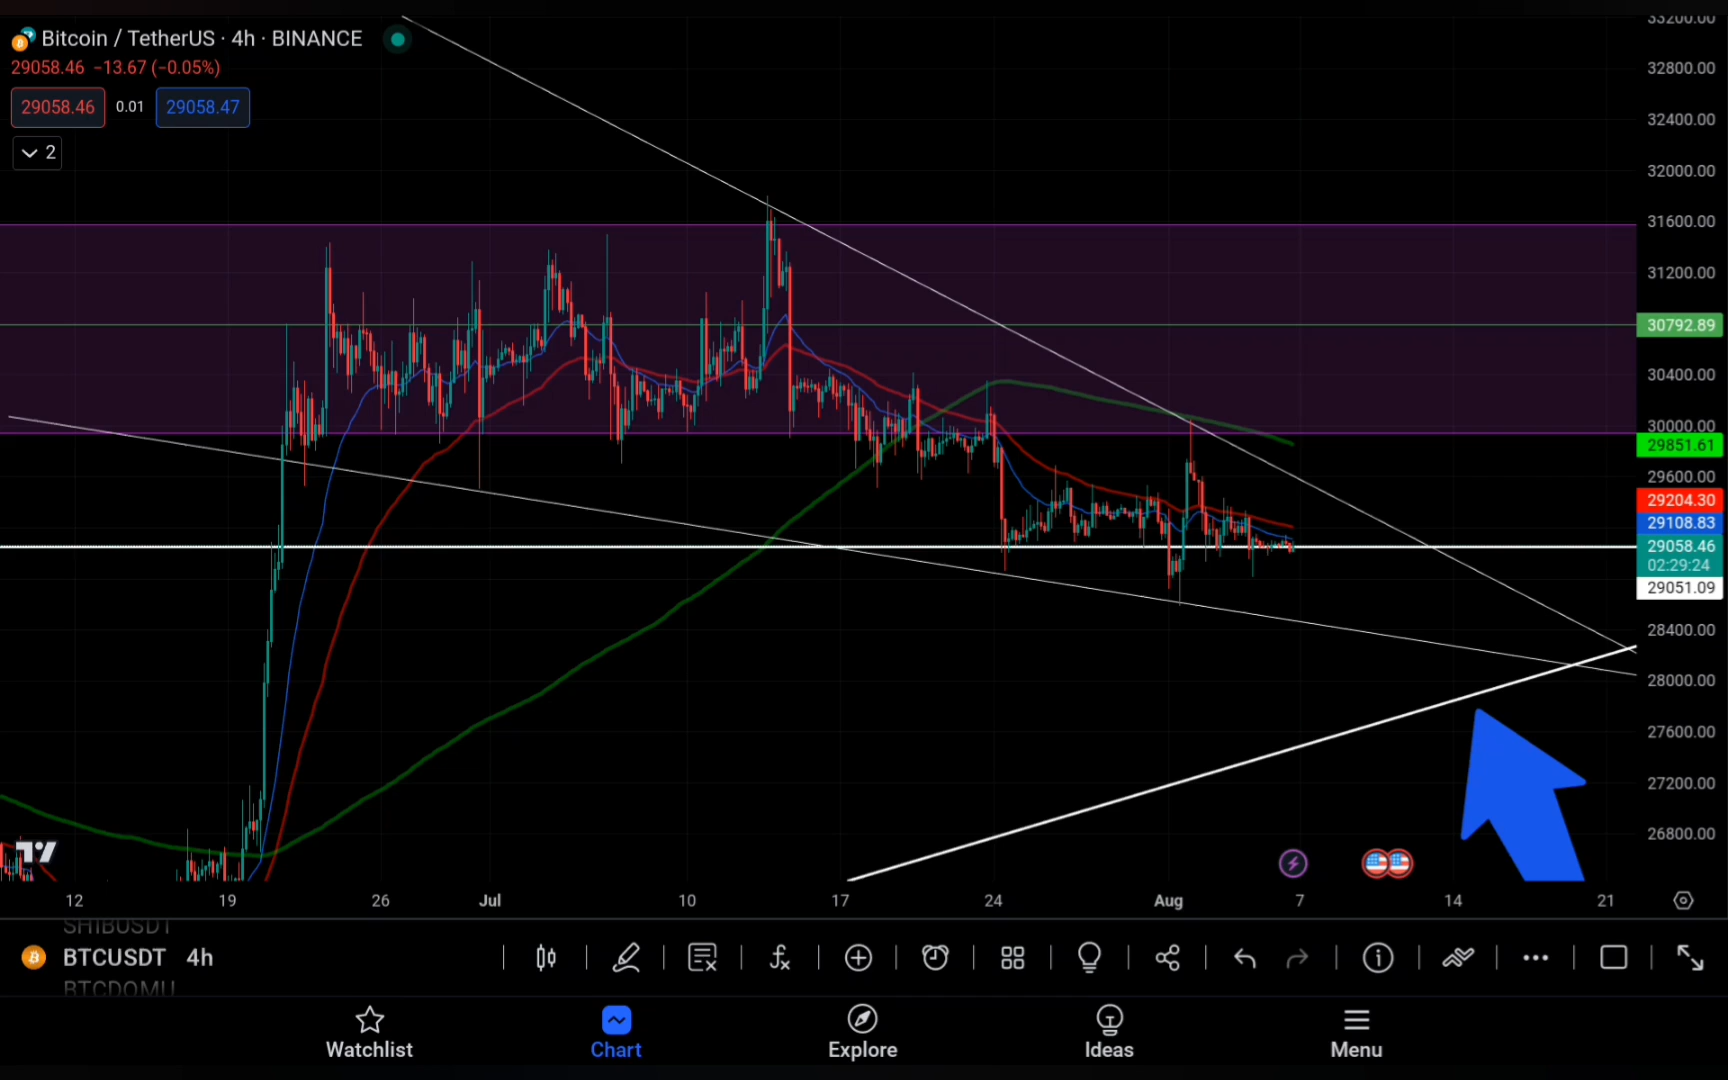 Bitcoin / TetherUS · 4h · BINANCE
29058.46 −13.67 (−0.05%)
29058.46 0.01 29058.47
2
33200.00
32800.00
32400.00
32000.00
31600.00
31200.00
30792.89
30400.00
30000.00
29851.61
29600.00
29204.30
29108.83
29058.46
02:29:24
29051.09
28400.00
28000.00
27600.00
27200.00
26800.00
12 19 26 Jul 10 17 24 Aug 7 14 21
SHIBUSDT
BTCUSDT 4h
BTCDOMU
Watchlist Chart Explore Ideas Menu